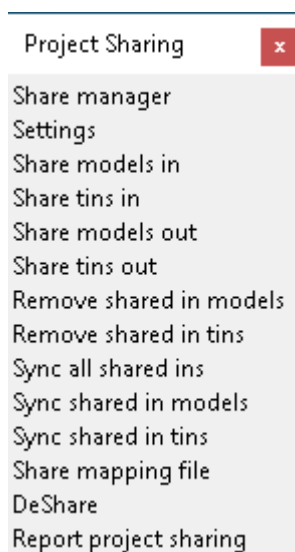 Project Sharing
x
Share manager
Settings
Share models in
Share tins in
Share models out
Share tins out
Remove shared in models
Remove shared in tins
Sync all shared ins
Sync shared in models
Sync shared in tins
Share mapping file
DeShare
Report project sharing